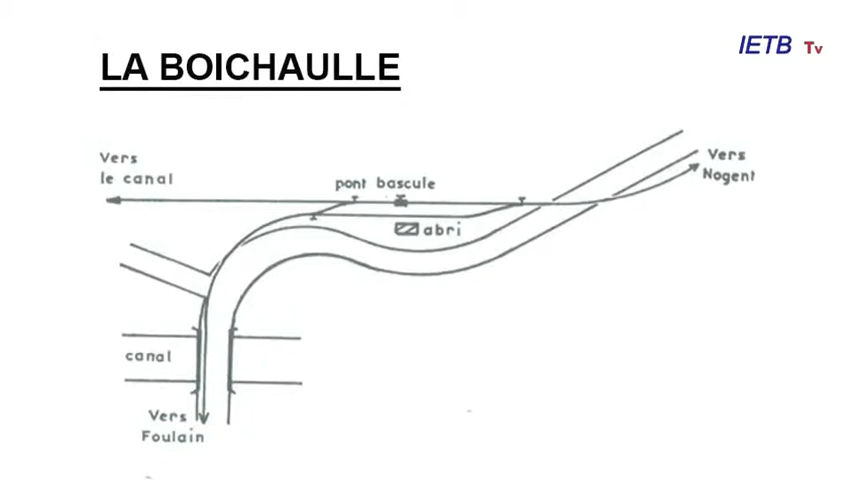 IETB Tv
LA BOICHAULLE
Vers
le canal
pont bascule
Vers
Nogent
abri
canal
Vers
Foulain